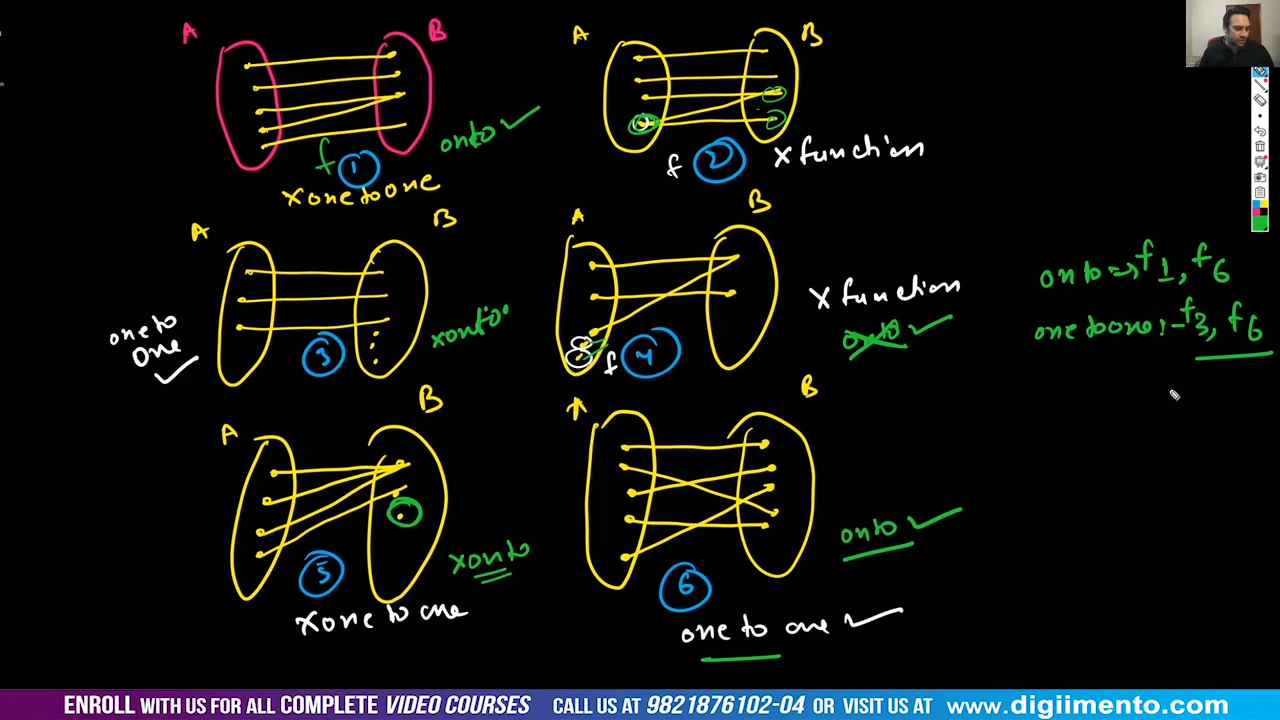 A B
onto ✓
f 1
x one to one
A B
f 2
x function
A B
one to
one ✓
3
xonto
A B
f 4
x function
onto ✓
onto => f1, f6
one to one :- f3, f6
A B
5
xonto
x one to one
A B
6
onto ✓
one to one ✓
ENROLL WITH US FOR ALL COMPLETE VIDEO COURSES CALL US AT 9821876102-04 OR VISIT US AT www.digiimento.com